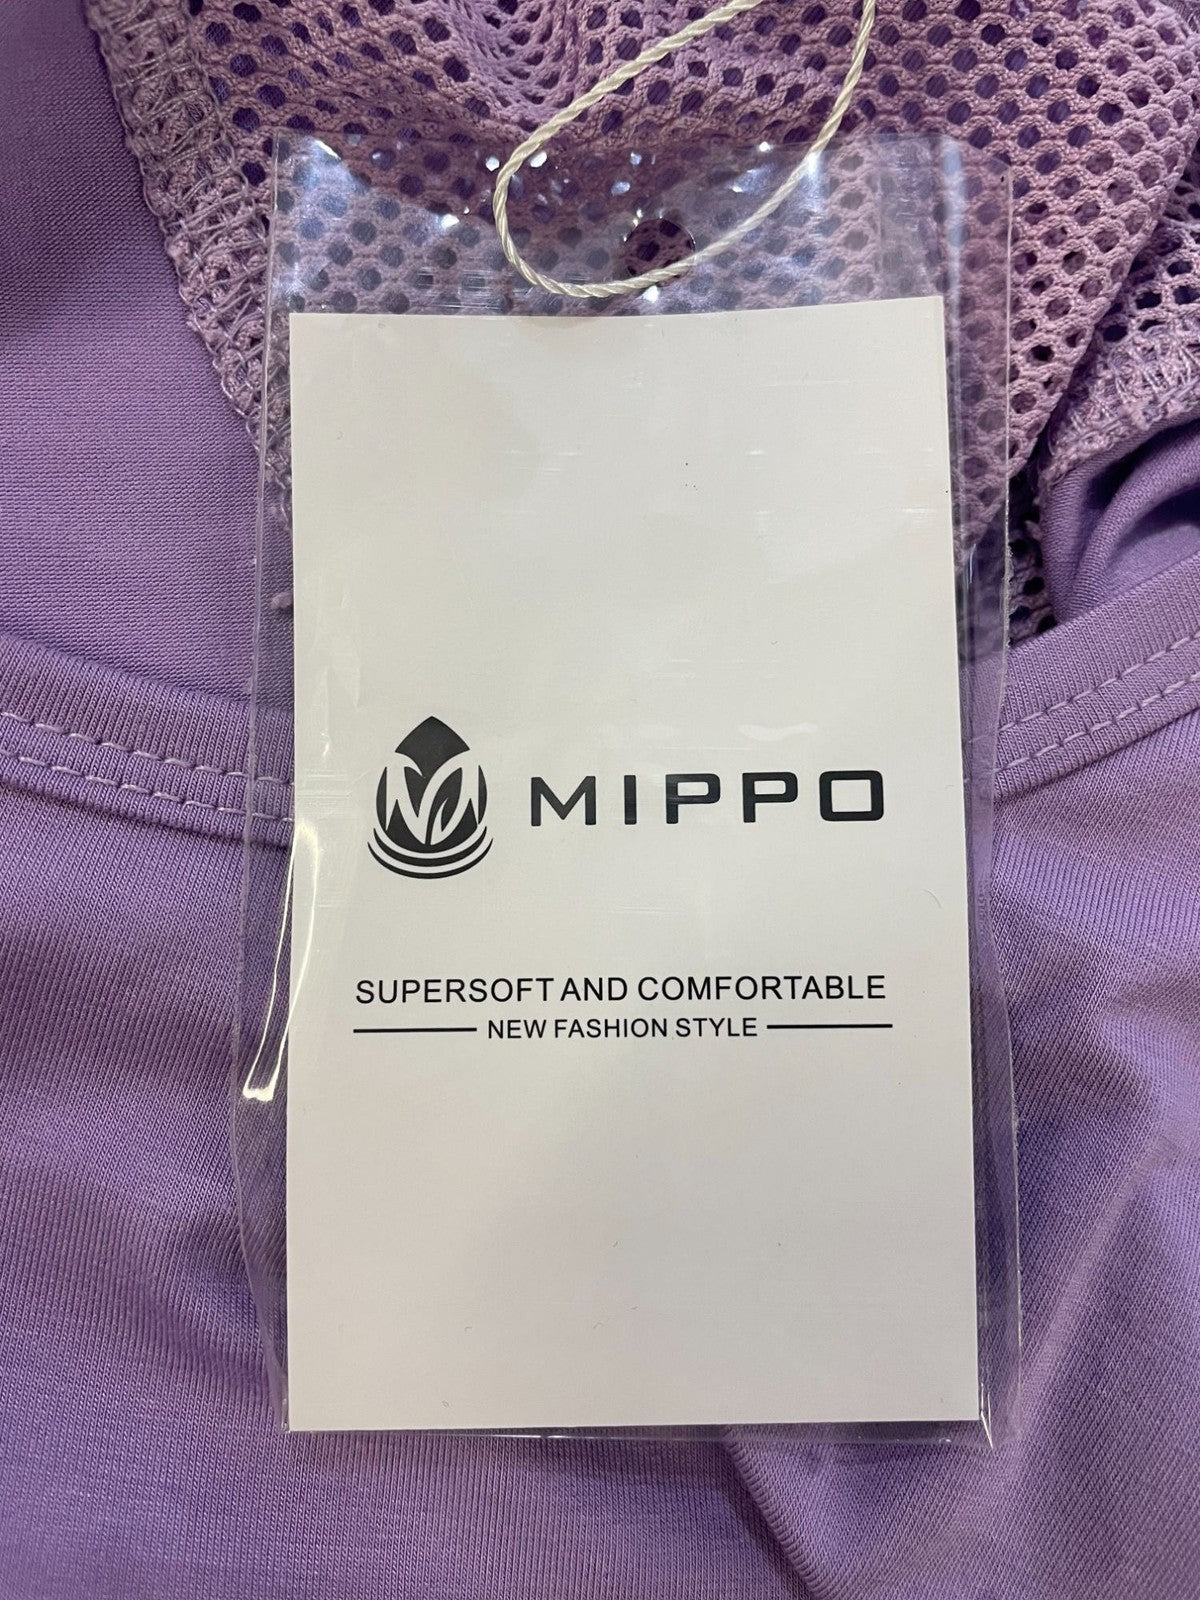 MIPPO
SUPERSOFT AND COMFORTABLE
NEW FASHION STYLE